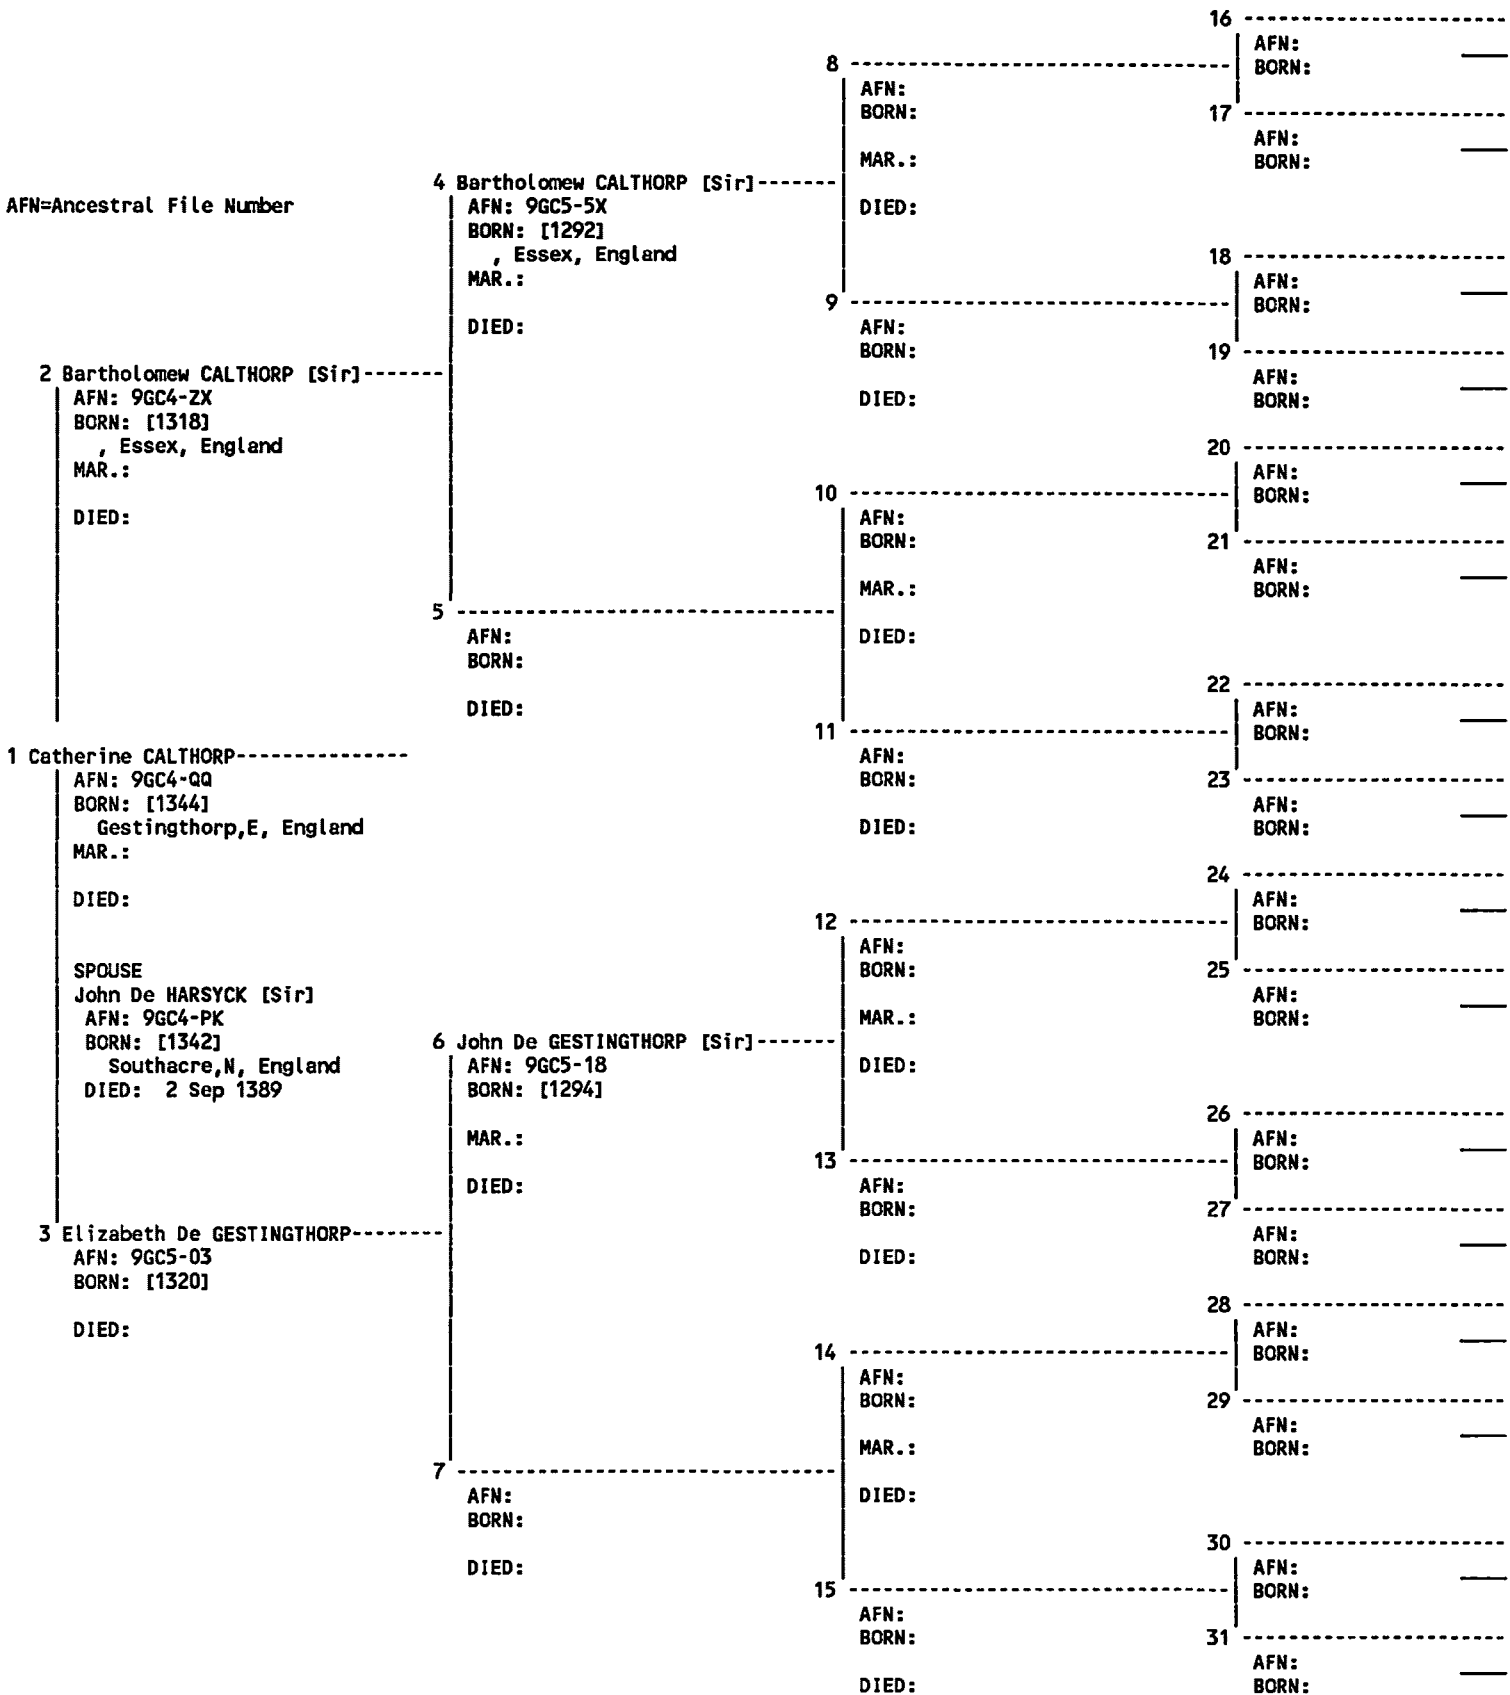 AFN=Ancestral File Number
1 Catherine CALTHORP--------------
AFN: 9GC4-QQ
BORN: [1344]
Gestingthorp,E, England
MAR.:
DIED:
SPOUSE
John De HARSYCK [Sir]
AFN: 9GC4-PK
BORN: [1342]
Southacre,N, England
DIED: 2 Sep 1389
2 Bartholomew CALTHORP [Sir]-------
AFN: 9GC4-ZX
BORN: [1318]
, Essex, England
MAR.:
DIED:
3 Elizabeth De GESTINGTHORP--------
AFN: 9GC5-03
BORN: [1320]
DIED:
4 Bartholomew CALTHORP [Sir]-------
AFN: 9GC5-5X
BORN: [1292]
, Essex, England
MAR.:
DIED:
5 -----------------------------------
AFN:
BORN:
DIED:
6 John De GESTINGTHORP [Sir]-------
AFN: 9GC5-18
BORN: [1294]
MAR.:
DIED:
7 -----------------------------------
AFN:
BORN:
DIED:
8 -----------------------------------
AFN:
BORN:
MAR.:
DIED:
9 -----------------------------------
AFN:
BORN:
DIED:
10 -----------------------------------
AFN:
BORN:
MAR.:
DIED:
11 -----------------------------------
AFN:
BORN:
DIED:
12 -----------------------------------
AFN:
BORN:
MAR.:
DIED:
13 -----------------------------------
AFN:
BORN:
DIED:
14 -----------------------------------
AFN:
BORN:
MAR.:
DIED:
15 -----------------------------------
AFN:
BORN:
DIED:
16 ------------------------
AFN:
BORN:
17 ------------------------
AFN:
BORN:
18 ------------------------
AFN:
BORN:
19 ------------------------
AFN:
BORN:
20 ------------------------
AFN:
BORN:
21 ------------------------
AFN:
BORN:
22 ------------------------
AFN:
BORN:
23 ------------------------
AFN:
BORN:
24 ------------------------
AFN:
BORN:
25 ------------------------
AFN:
BORN:
26 ------------------------
AFN:
BORN:
27 ------------------------
AFN:
BORN:
28 ------------------------
AFN:
BORN:
29 ------------------------
AFN:
BORN:
30 ------------------------
AFN:
BORN:
31 ------------------------
AFN:
BORN: